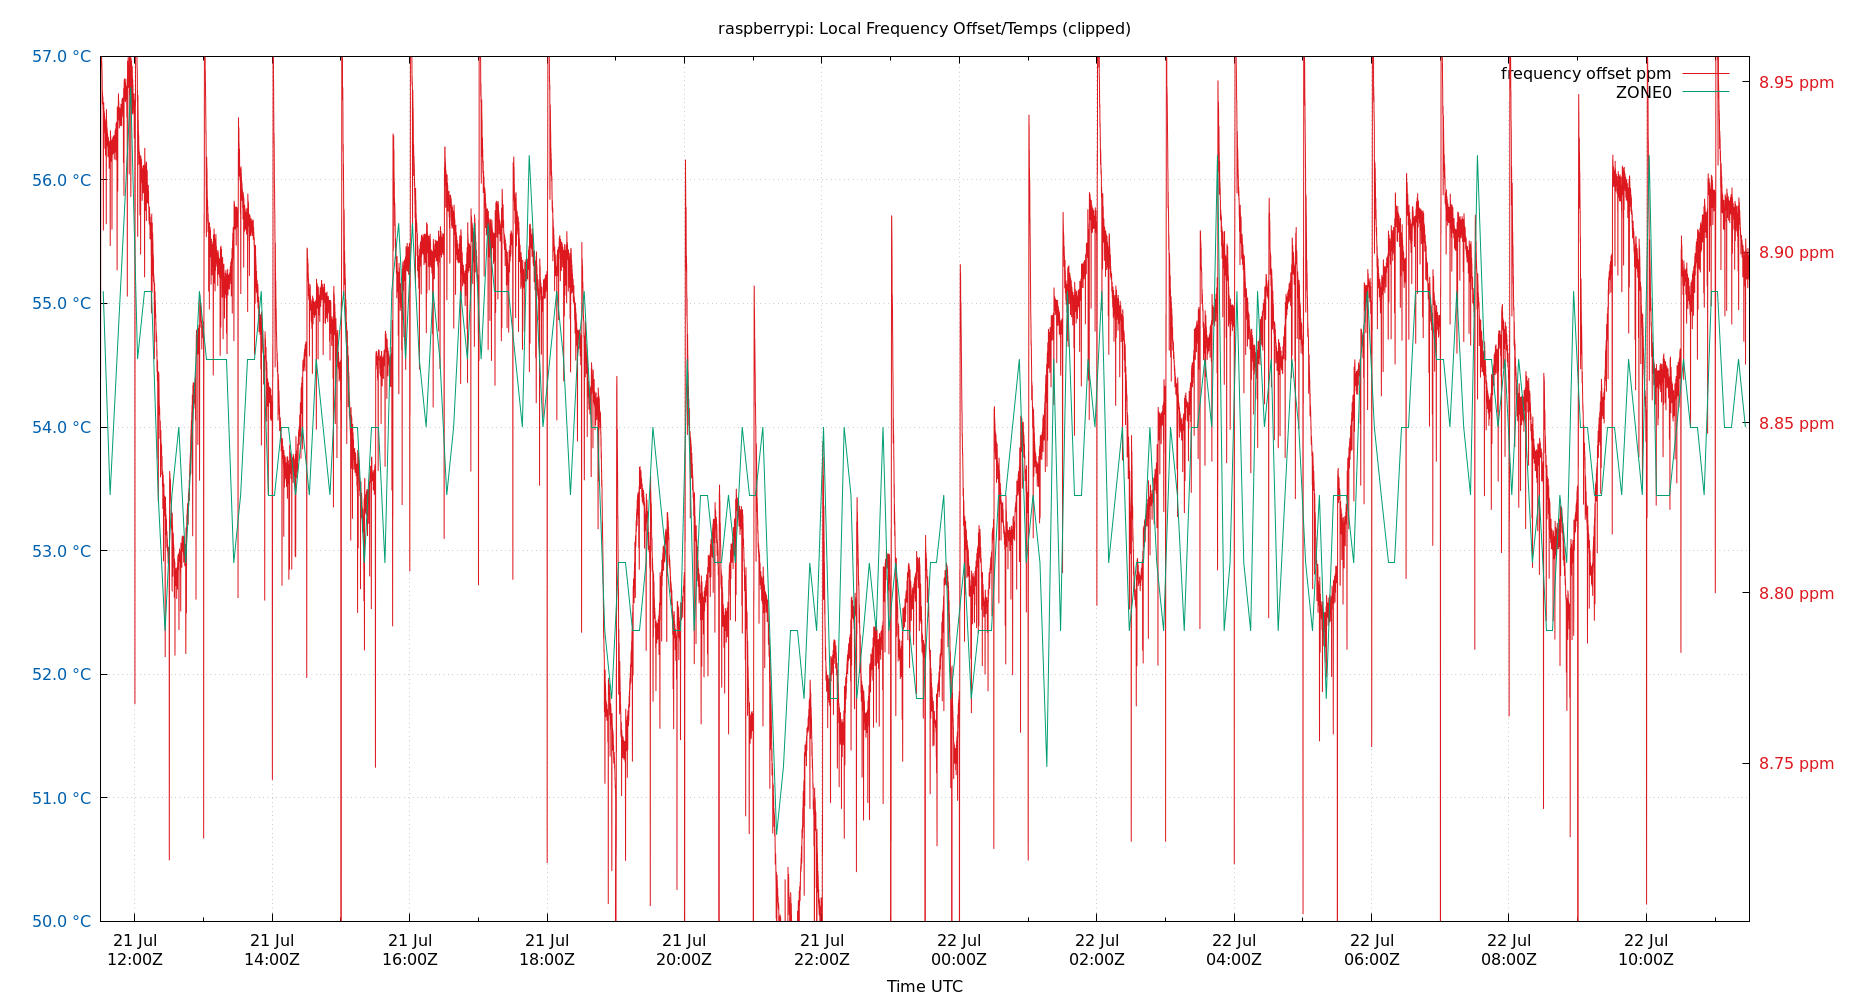 raspberrypi: Local Frequency Offset/Temps (clipped)
57.0 °C
56.0 °C
55.0 °C
54.0 °C
53.0 °C
52.0 °C
51.0 °C
50.0 °C
frequency offset ppm
ZONE0
8.95 ppm
8.90 ppm
8.85 ppm
8.80 ppm
8.75 ppm
21 Jul
12:00Z
21 Jul
14:00Z
21 Jul
16:00Z
21 Jul
18:00Z
21 Jul
20:00Z
21 Jul
22:00Z
22 Jul
00:00Z
22 Jul
02:00Z
22 Jul
04:00Z
22 Jul
06:00Z
22 Jul
08:00Z
22 Jul
10:00Z
Time UTC